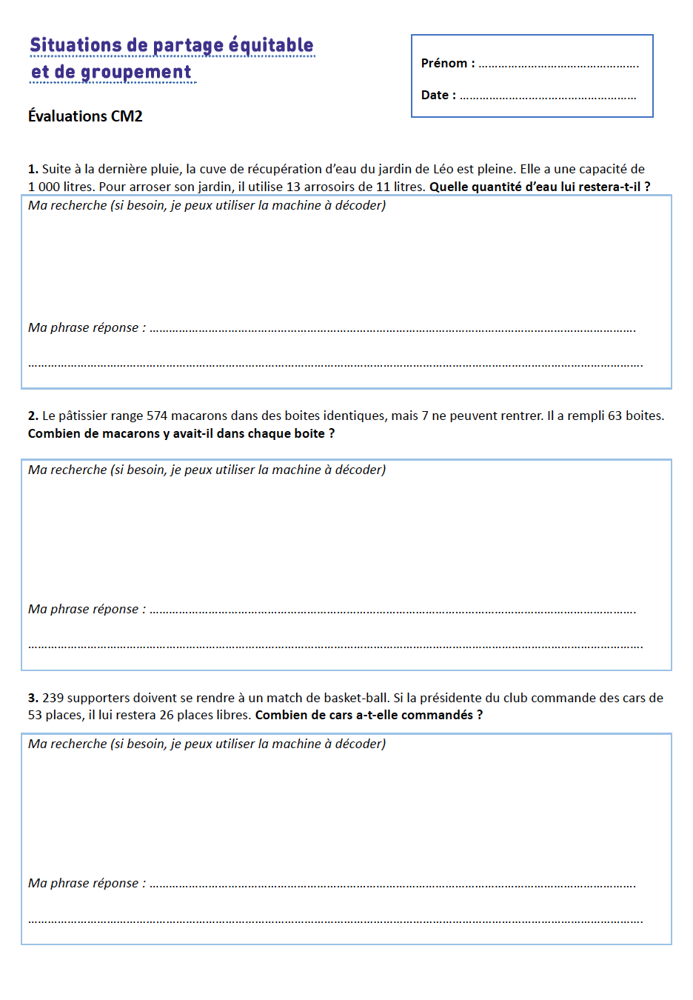 Situations de partage équitable
et de groupement
Prénom : ……………………………………………
Date : ………………………………………………
Évaluations CM2
1. Suite à la dernière pluie, la cuve de récupération d’eau du jardin de Léo est pleine. Elle a une capacité de
1 000 litres. Pour arroser son jardin, il utilise 13 arrosoirs de 11 litres. Quelle quantité d’eau lui restera-t-il ?
Ma recherche (si besoin, je peux utiliser la machine à décoder)
Ma phrase réponse : ………………………………………………………………………………………………………………………………….
…………………………………………………………………………………………………………………………………………………………………….
2. Le pâtissier range 574 macarons dans des boites identiques, mais 7 ne peuvent rentrer. Il a rempli 63 boites.
Combien de macarons y avait-il dans chaque boite ?
Ma recherche (si besoin, je peux utiliser la machine à décoder)
Ma phrase réponse : ………………………………………………………………………………………………………………………………….
…………………………………………………………………………………………………………………………………………………………………….
3. 239 supporters doivent se rendre à un match de basket-ball. Si la présidente du club commande des cars de
53 places, il lui restera 26 places libres. Combien de cars a-t-elle commandés ?
Ma recherche (si besoin, je peux utiliser la machine à décoder)
Ma phrase réponse : ………………………………………………………………………………………………………………………………….
…………………………………………………………………………………………………………………………………………………………………….